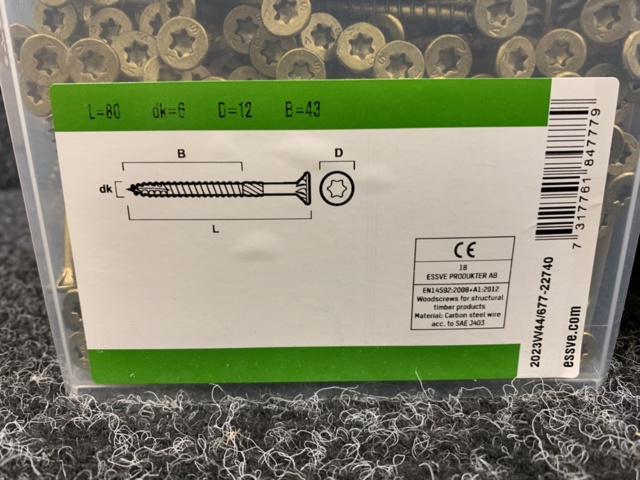 L=80 dk=6 D=12 B=43
B
D
dk
L
CE
18
ESSVE PRODUKTER AB
EN14592:2008+A1:2012
Woodscrews for structural
timber products
Material: Carbon steel wire
acc. to SAE J403
7 317761 847779
2023W44/677-22740
essve.com